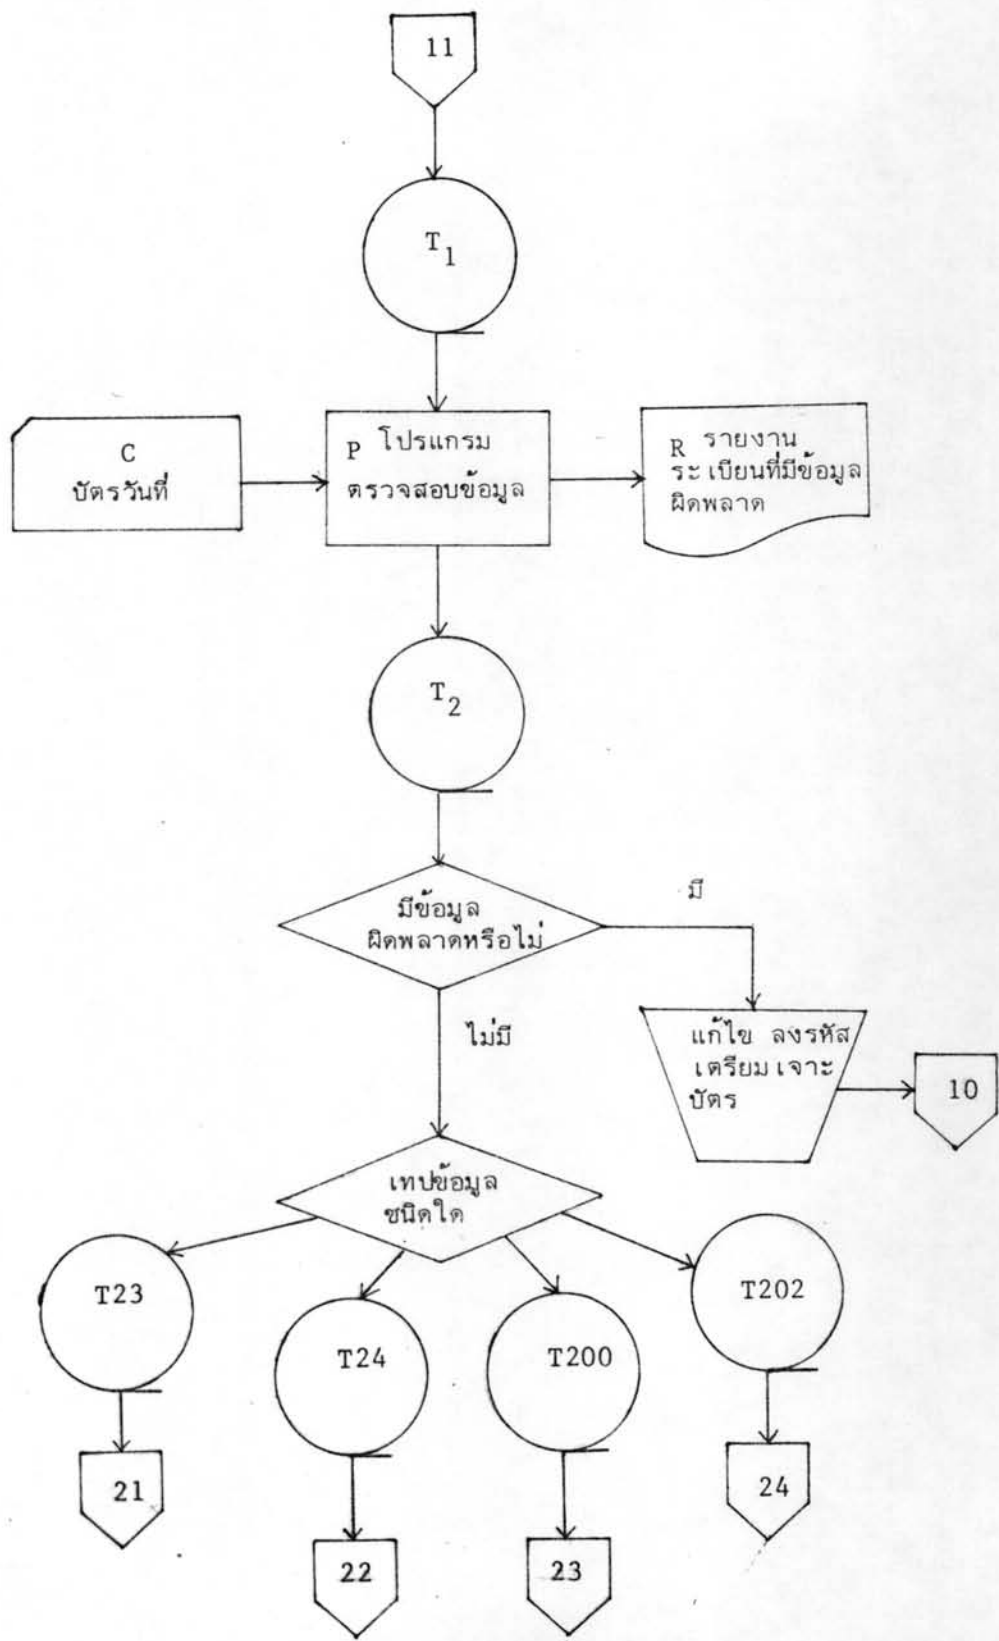 11
T1
C
บัตรวันที่
P โปรแกรม
ตรวจสอบข้อมูล
R รายงาน
ระเบียนที่มีข้อมูล
ผิดพลาด
T2
มีข้อมูล
ผิดพลาดหรือไม่
มี
ไม่มี
แก้ไข ลงรหัส
เตรียมเจาะ
บัตร
10
เทปข้อมูล
ชนิดใด
T23
T24
T200
T202
21
22
23
24